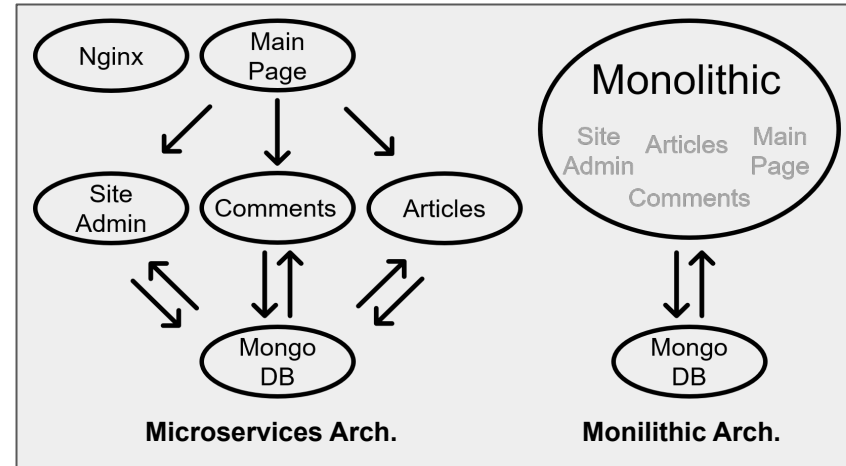 Nginx
Main
Page
Site
Admin
Comments
Articles
Mongo
DB
Microservices Arch.
Monolithic
Site
Admin
Articles
Main
Page
Comments
Mongo
DB
Monilithic Arch.